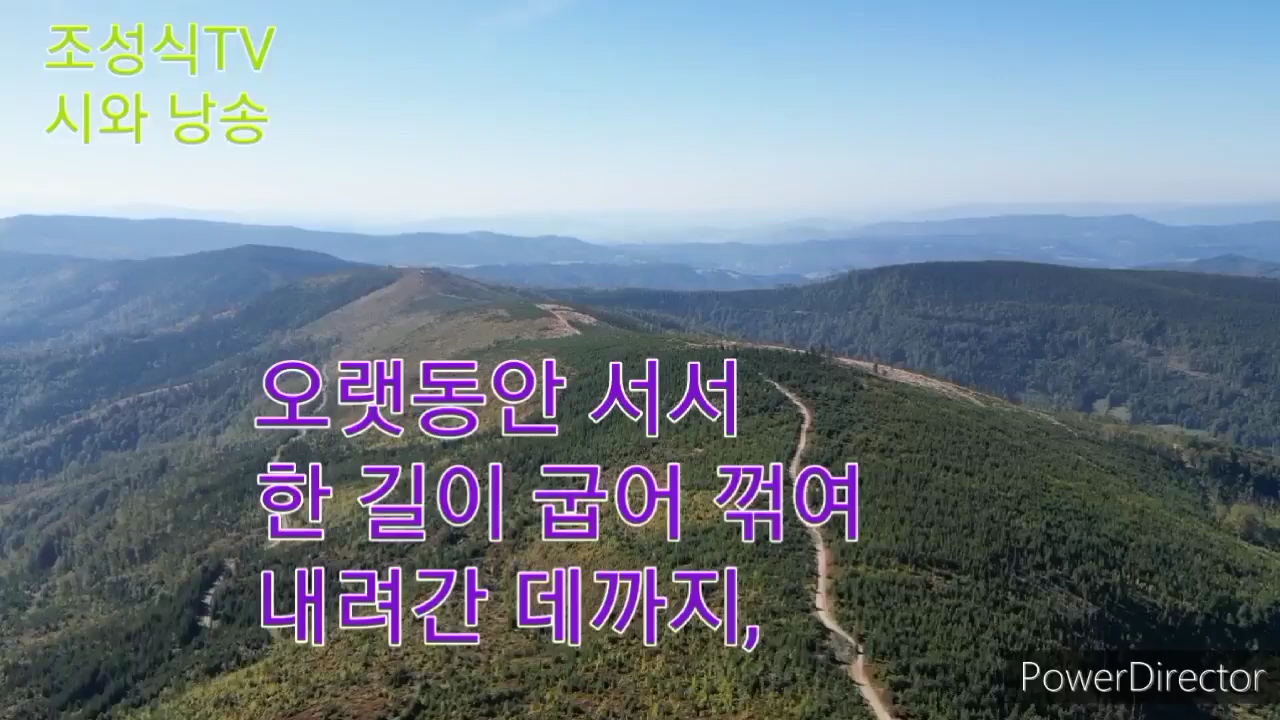 조성식TV
시와 낭송
오랫동안 서서
한 길이 굽어 꺾여
내려간 데까지,
PowerDirector